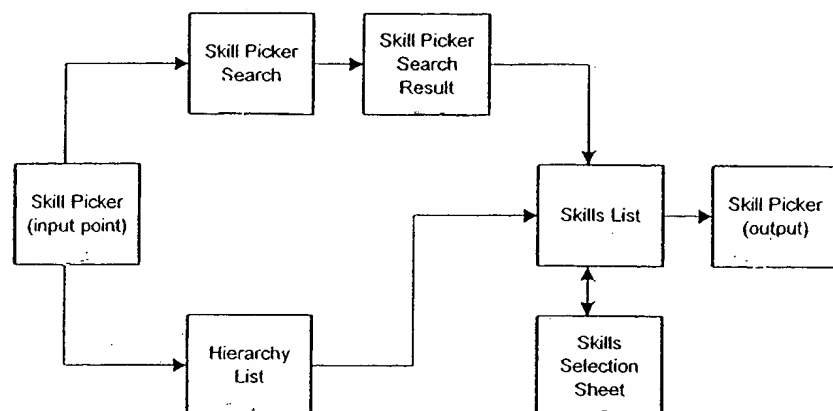 Skill Picker
Search
Skill Picker
Search
Result
Skill Picker
(input point)
Skills List
Skill Picker
(output)
Hierarchy
List
Skills
Selection
Sheet